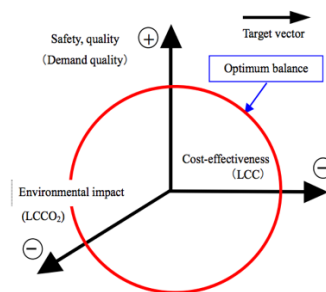 Target vector
Safety, quality
(Demand quality)
+
Optimum balance
Cost-effectiveness
(LCC)
−
Environmental impact
(LCCO₂)
−